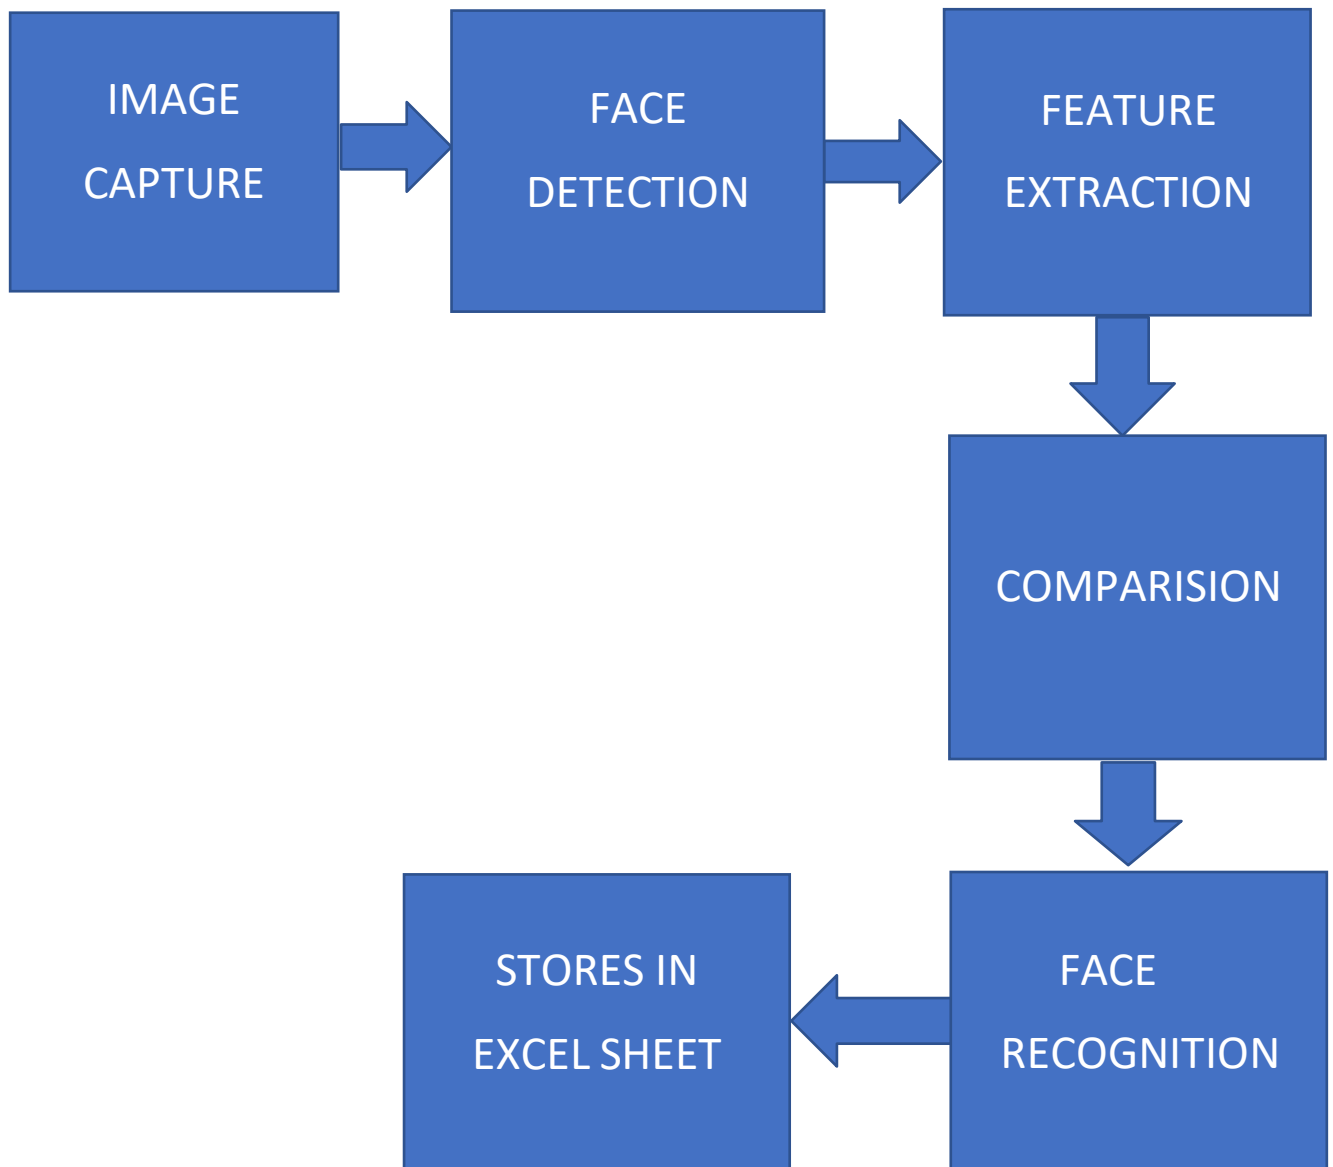 IMAGE
CAPTURE
FACE
DETECTION
FEATURE
EXTRACTION
COMPARISION
FACE
RECOGNITION
STORES IN
EXCEL SHEET